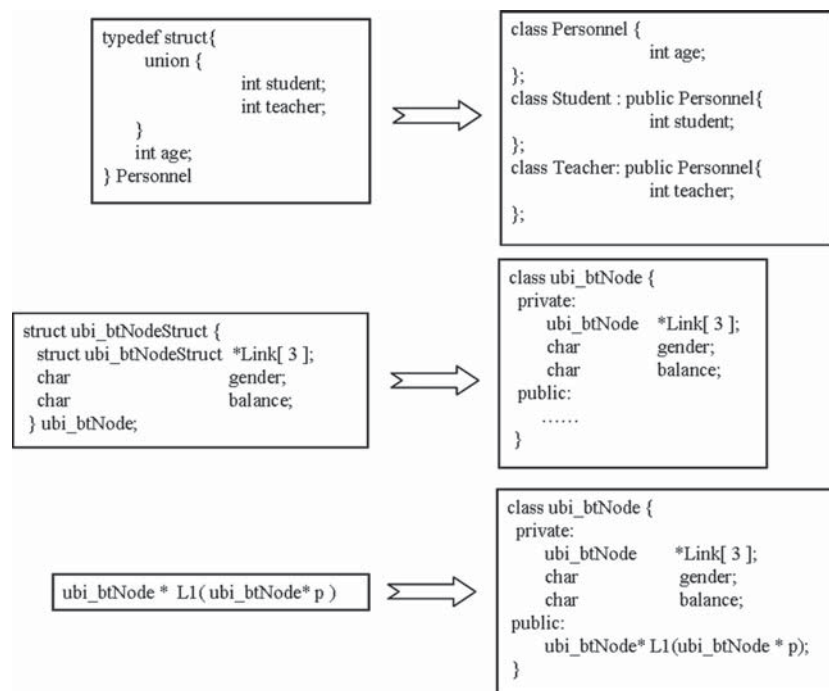 typedef struct{
union {
int student;
int teacher;
}
int age;
} Personnel
class Personnel {
int age;
};
class Student : public Personnel{
int student;
};
class Teacher: public Personnel{
int teacher;
};
struct ubi_btNodeStruct {
struct ubi_btNodeStruct *Link[ 3 ];
char gender;
char balance;
} ubi_btNode;
class ubi_btNode {
private:
ubi_btNode *Link[ 3 ];
char gender;
char balance;
public:
......
}
ubi_btNode * L1( ubi_btNode* p )
class ubi_btNode {
private:
ubi_btNode *Link[ 3 ];
char gender;
char balance;
public:
ubi_btNode* L1(ubi_btNode * p);
}